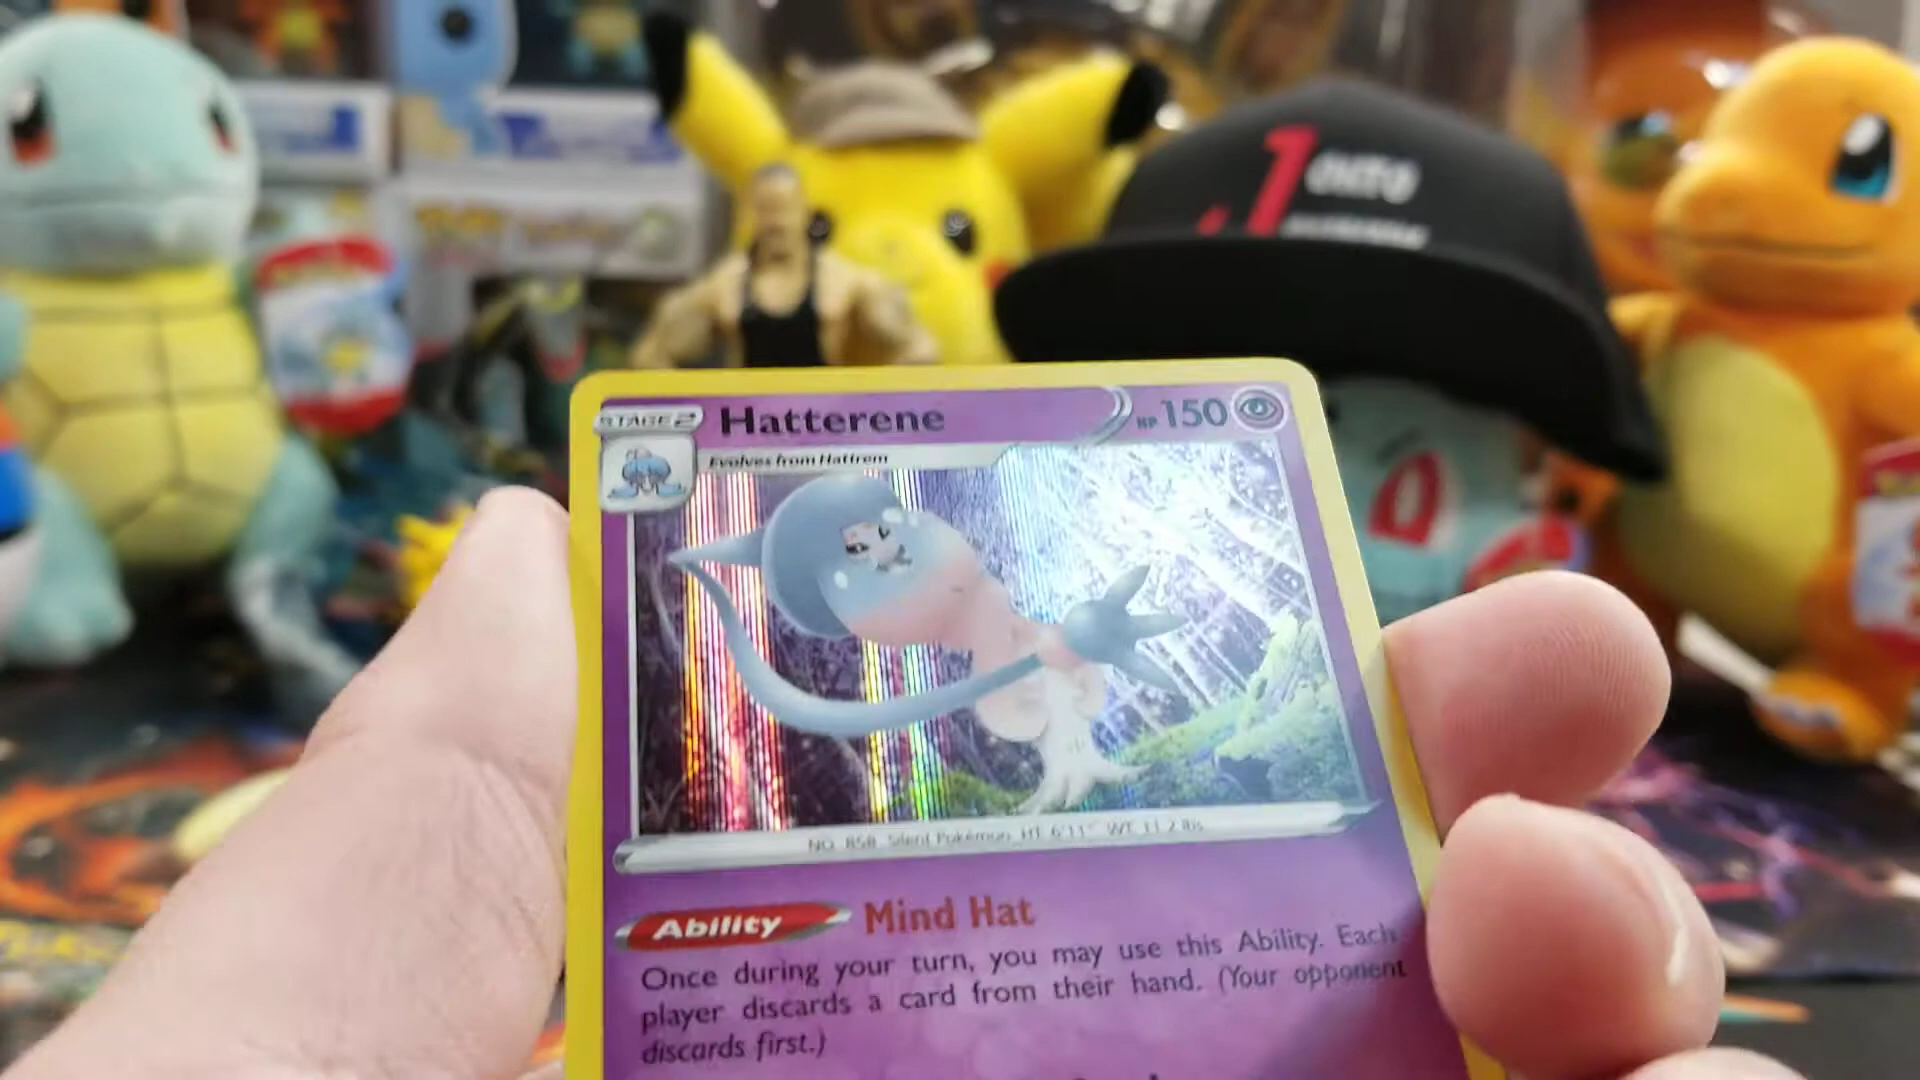 STAGE 2 Hatterene HP 150
Evolves from Hattrem
NO. 858 Silent Pokémon HT 6'11" WT 11.2 lbs
Ability Mind Hat
Once during your turn, you may use this Ability. Each
player discards a card from their hand. (Your opponent
discards first.)